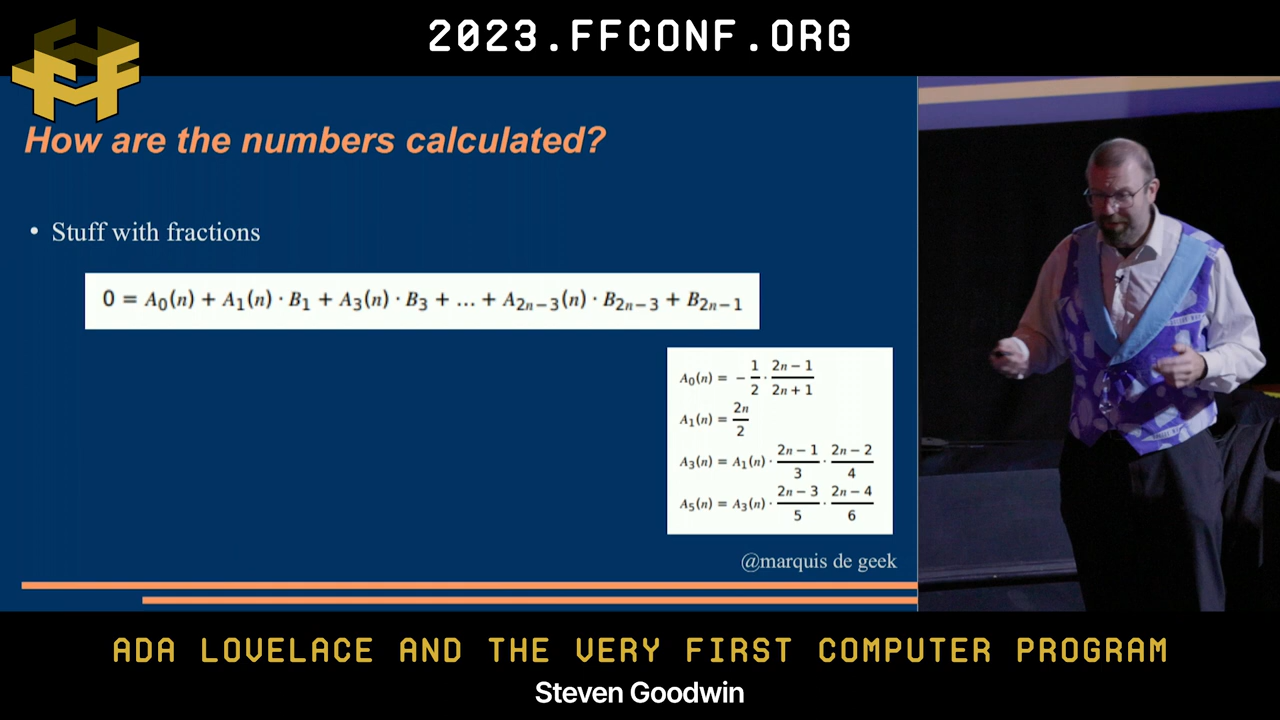 2023.FFCONF.ORG
How are the numbers calculated?
• Stuff with fractions
0 = A₀(n) + A₁(n) · B₁ + A₃(n) · B₃ + ... + A₂ₙ₋₃(n) · B₂ₙ₋₃ + B₂ₙ₋₁
A₀(n) = − 1/2 · (2n − 1)/(2n + 1)
A₁(n) = 2n/2
A₃(n) = A₁(n) · (2n − 1)/3 · (2n − 2)/4
A₅(n) = A₃(n) · (2n − 3)/5 · (2n − 4)/6
@marquis de geek
ADA LOVELACE AND THE VERY FIRST COMPUTER PROGRAM
Steven Goodwin